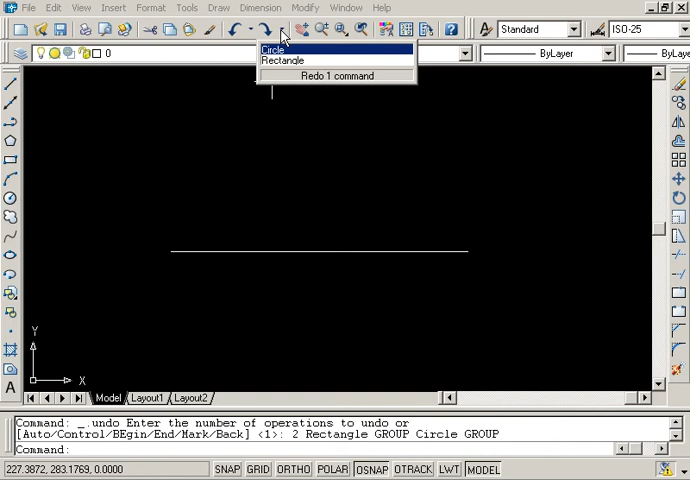 File Edit View Insert Format Tools Draw Dimension Modify Window Help
Standard ISO-25
0 ByLayer ByLayer
Circle
Rectangle
Redo 1 command
A
Y
X
Model Layout1 Layout2
Command: _.undo Enter the number of operations to undo or
[Auto/Control/BEgin/End/Mark/Back] <1>: 2 Rectangle GROUP Circle GROUP
Command:
227.3872, 283.1769, 0.0000 SNAP GRID ORTHO POLAR OSNAP OTRACK LWT MODEL